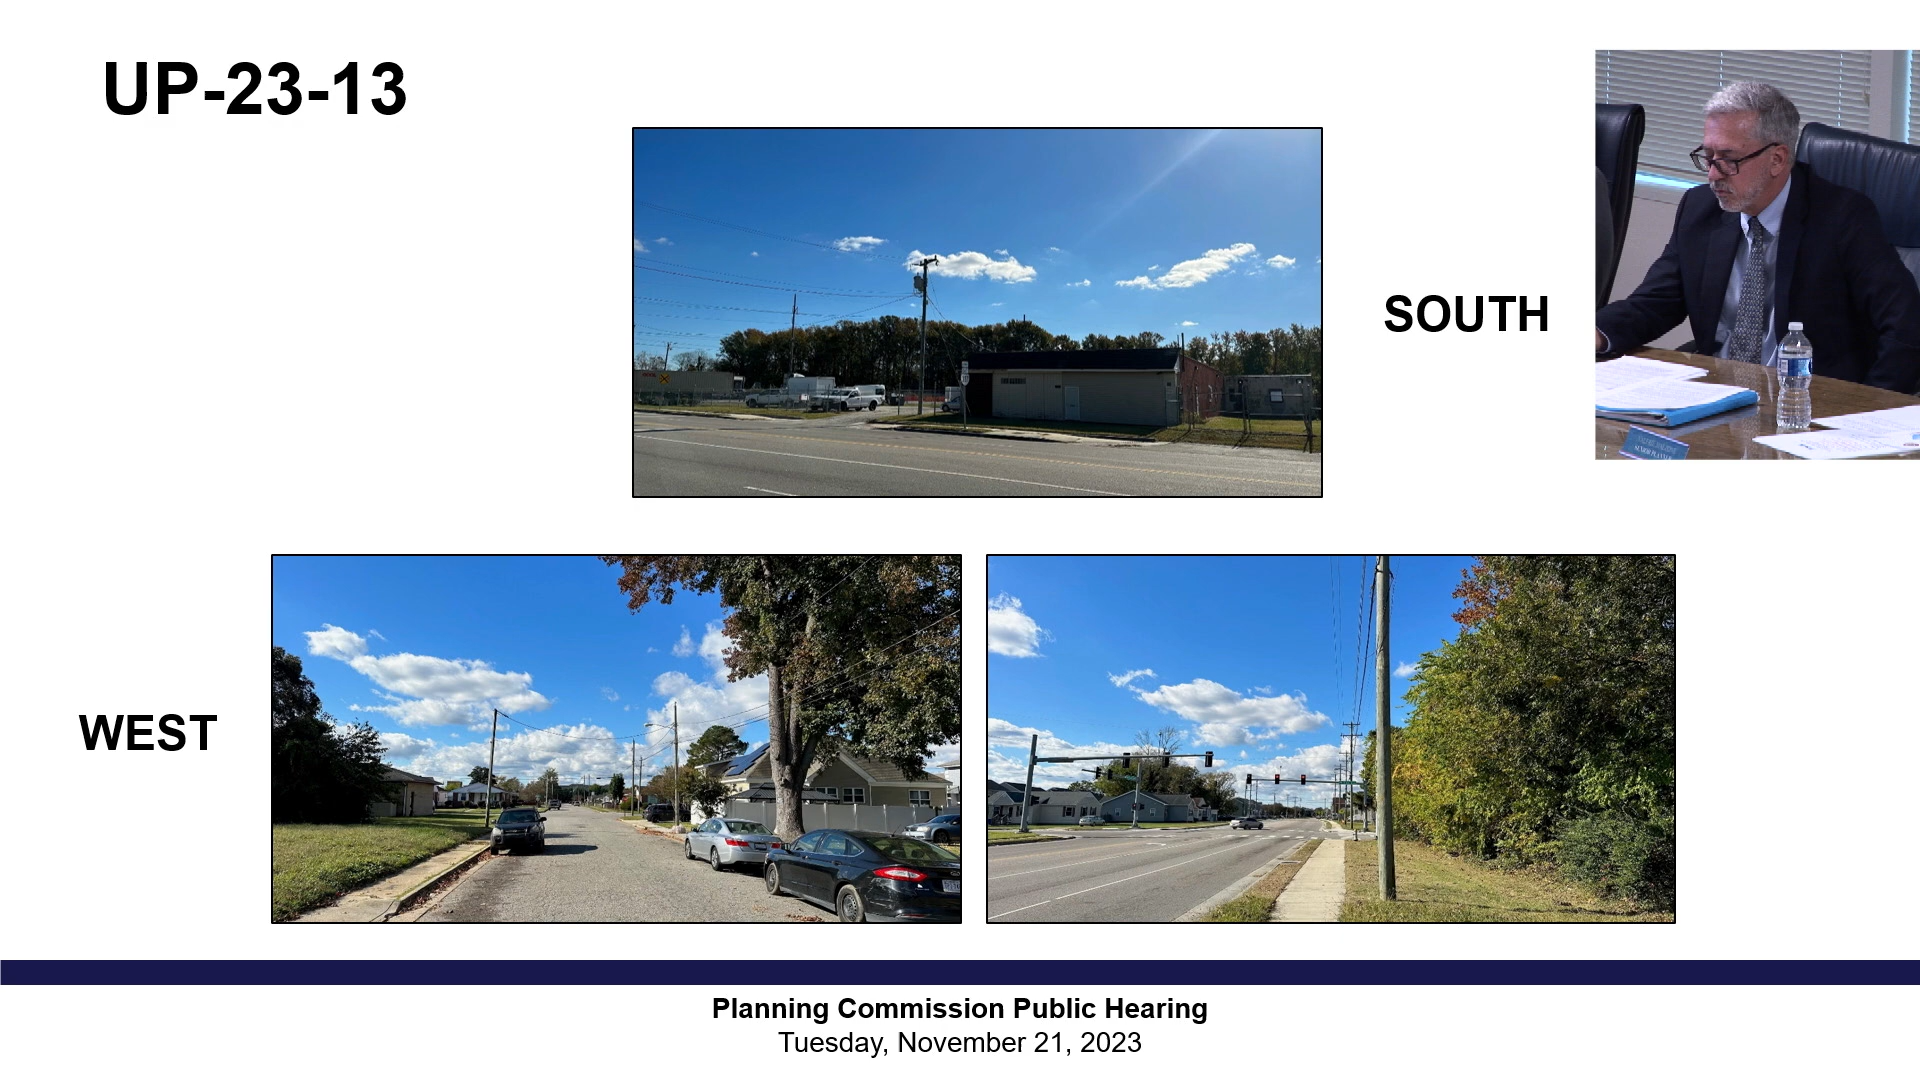 UP-23-13
SOUTH
WEST
Planning Commission Public Hearing
Tuesday, November 21, 2023